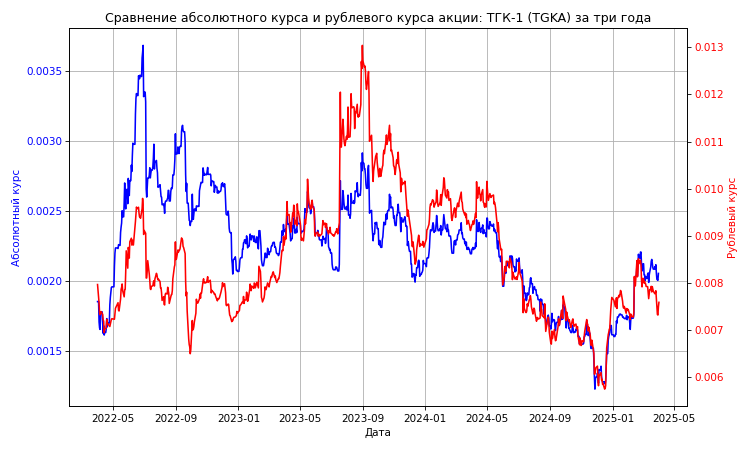 Сравнение абсолютного курса и рублевого курса акции: ТГК-1 (TGKA) за три года
0.0035
0.0030
0.0025
0.0020
0.0015
Абсолютный курс
0.013
0.012
0.011
0.010
0.009
0.008
0.007
0.006
Рублевый курс
2022-05 2022-09 2023-01 2023-05 2023-09 2024-01 2024-05 2024-09 2025-01 2025-05
Дата